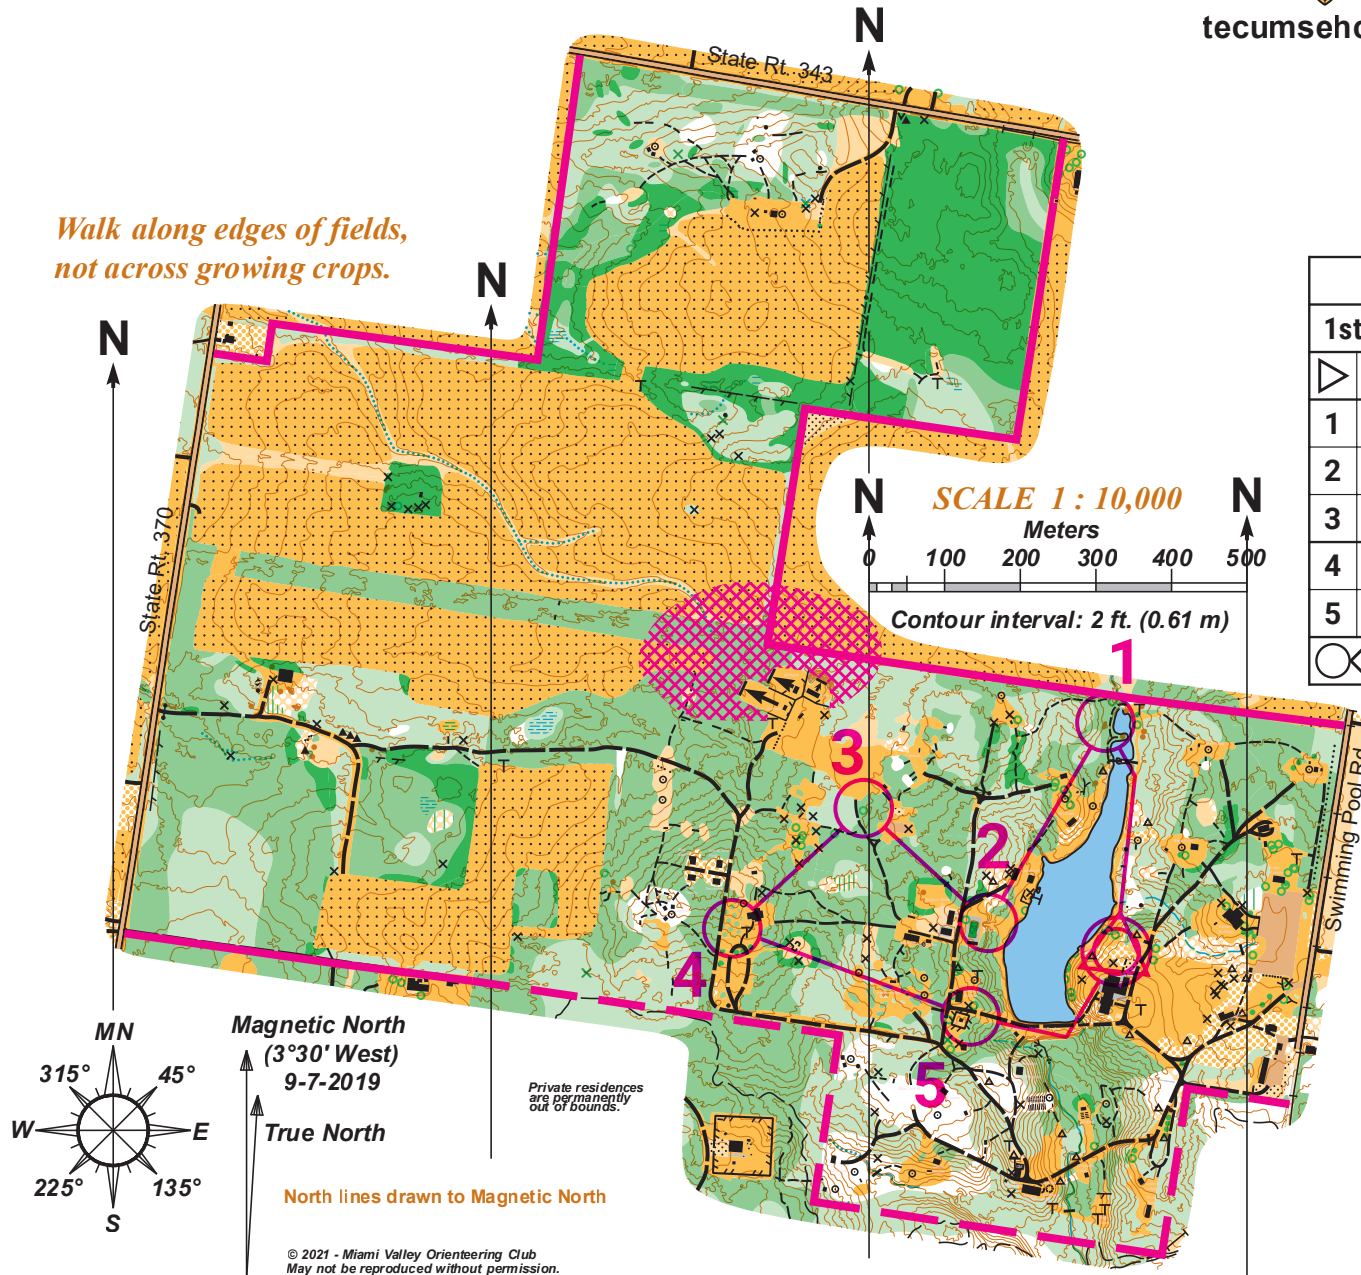 tecumseh
N
State Rt. 343
Walk along edges of fields,
not across growing crops.
N
N
1st
1
2
3
4
5
N
SCALE 1 : 10,000
N
Meters
0 100 200 300 400 500
Contour interval: 2 ft. (0.61 m)
State Rt. 370
1
3
2
4
5
Swimming Pool Rd.
MN
315° 45°
W E
225° 135°
S
Magnetic North
(3°30' West)
9-7-2019
True North
Private residences
are permanently
out of bounds.
North lines drawn to Magnetic North
© 2021 - Miami Valley Orienteering Club
May not be reproduced without permission.